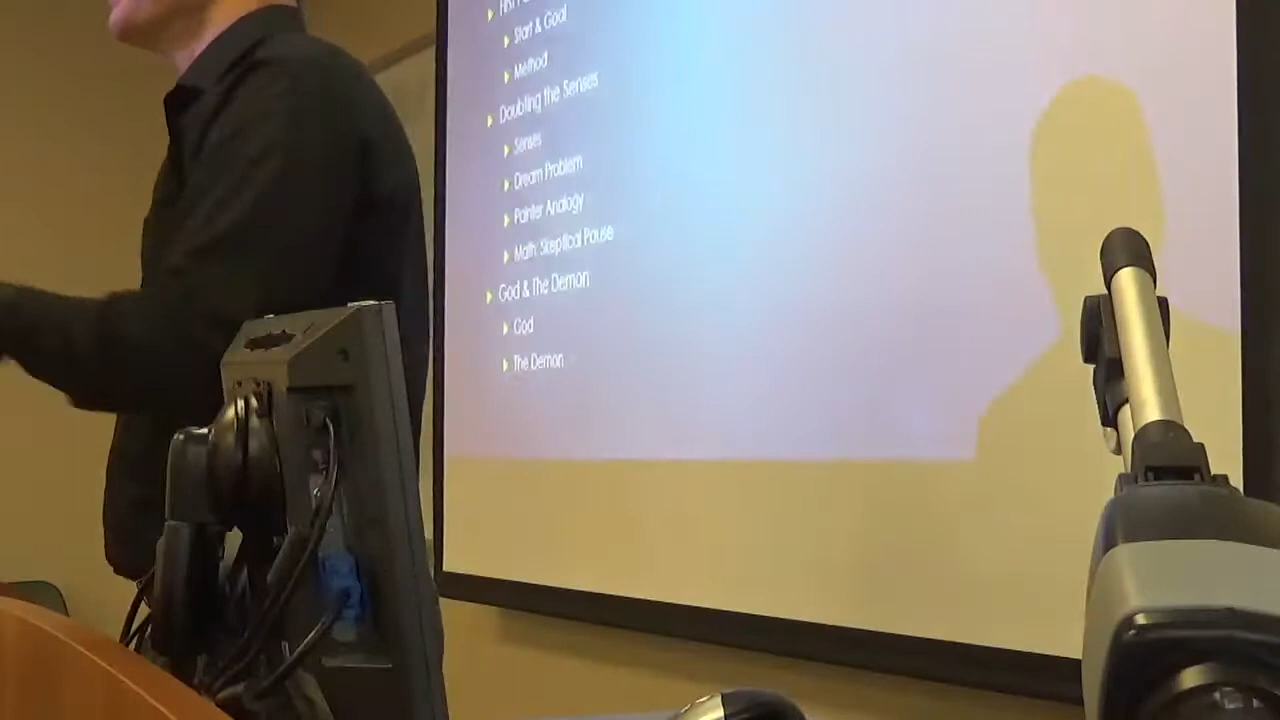 Start & Goal
Method
Doubting the Senses
Senses
Dream Problem
Painter Analogy
Math: Skeptical Pause
God & The Demon
God
The Demon